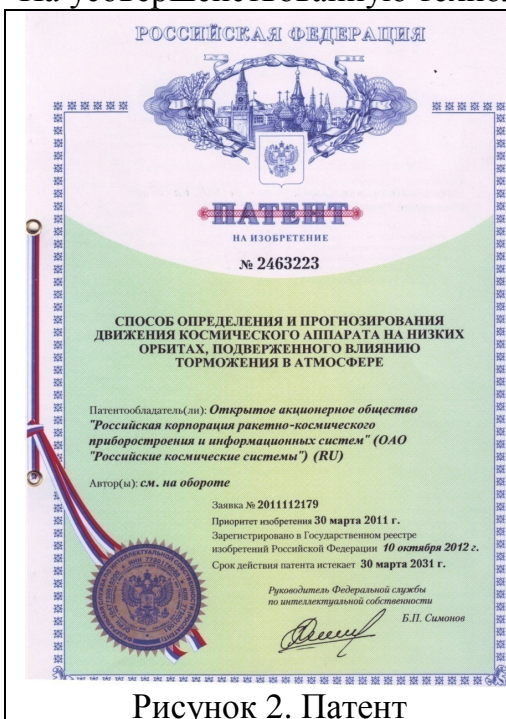 РОССИЙСКАЯ ФЕДЕРАЦИЯ
ПАТЕНТ
НА ИЗОБРЕТЕНИЕ
№ 2463223
СПОСОБ ОПРЕДЕЛЕНИЯ И ПРОГНОЗИРОВАНИЯ
ДВИЖЕНИЯ КОСМИЧЕСКОГО АППАРАТА НА НИЗКИХ
ОРБИТАХ, ПОДВЕРЖЕННОГО ВЛИЯНИЮ
ТОРМОЖЕНИЯ В АТМОСФЕРЕ
Патентообладатель(ли): Открытое акционерное общество
"Российская корпорация ракетно-космического
приборостроения и информационных систем" (ОАО
"Российские космические системы") (RU)
Автор(ы): см. на обороте
Заявка № 2011112179
Приоритет изобретения 30 марта 2011 г.
Зарегистрировано в Государственном реестре
изобретений Российской Федерации 10 октября 2012 г.
Срок действия патента истекает 30 марта 2031 г.
Руководитель Федеральной службы
по интеллектуальной собственности
Б.П. Симонов
Рисунок 2. Патент